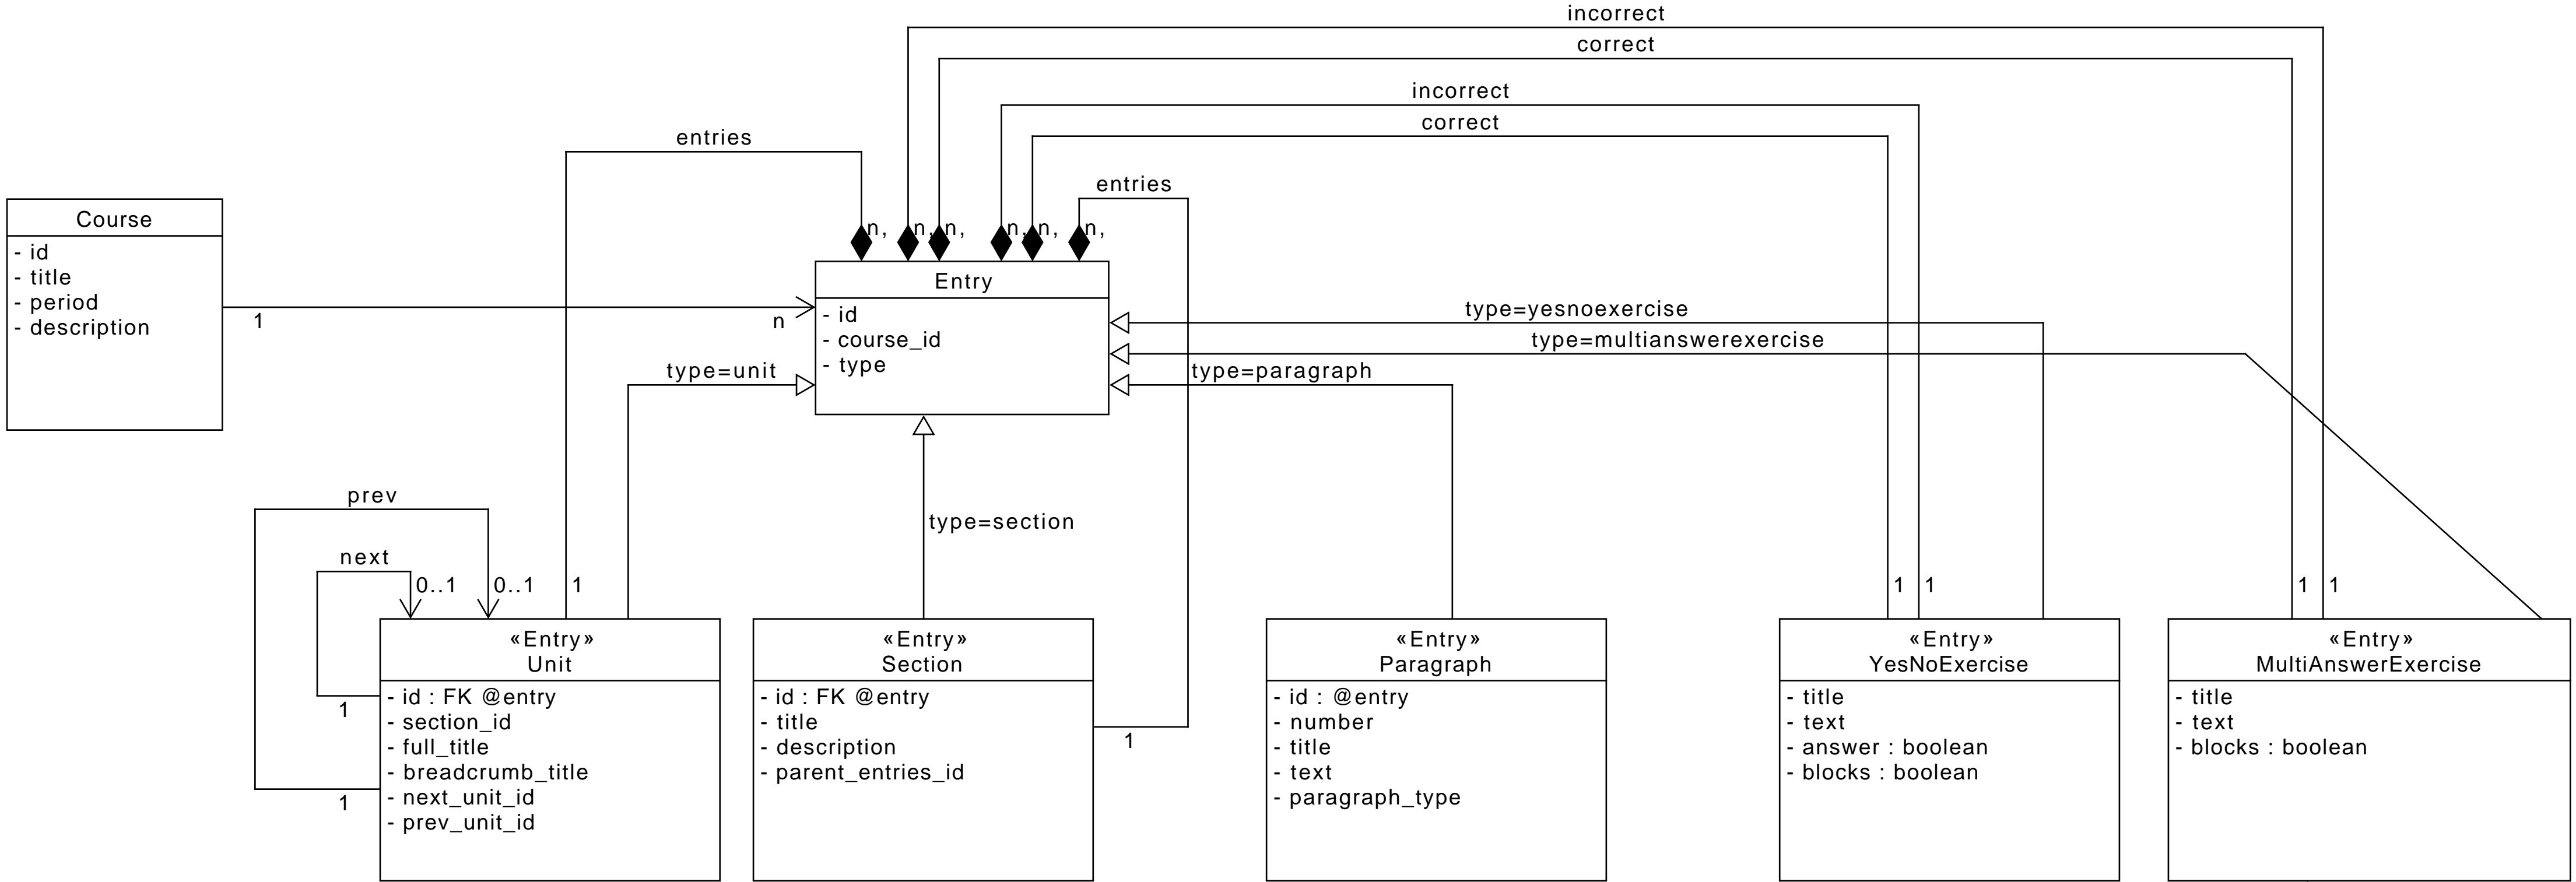 incorrect
correct
incorrect
correct
entries
entries
n,
n,
n,
n,
n,
n,
Course
- id
- title
- period
- description
1
n
Entry
- id
- course_id
- type
type=yesnoexercise
type=multianswerexercise
type=unit
type=paragraph
type=section
prev
next
0..1
0..1
1
1
1
1
1
«Entry»
Unit
- id : FK @entry
- section_id
- full_title
- breadcrumb_title
- next_unit_id
- prev_unit_id
1
1
«Entry»
Section
- id : FK @entry
- title
- description
- parent_entries_id
1
«Entry»
Paragraph
- id : @entry
- number
- title
- text
- paragraph_type
«Entry»
YesNoExercise
- title
- text
- answer : boolean
- blocks : boolean
«Entry»
MultiAnswerExercise
- title
- text
- blocks : boolean